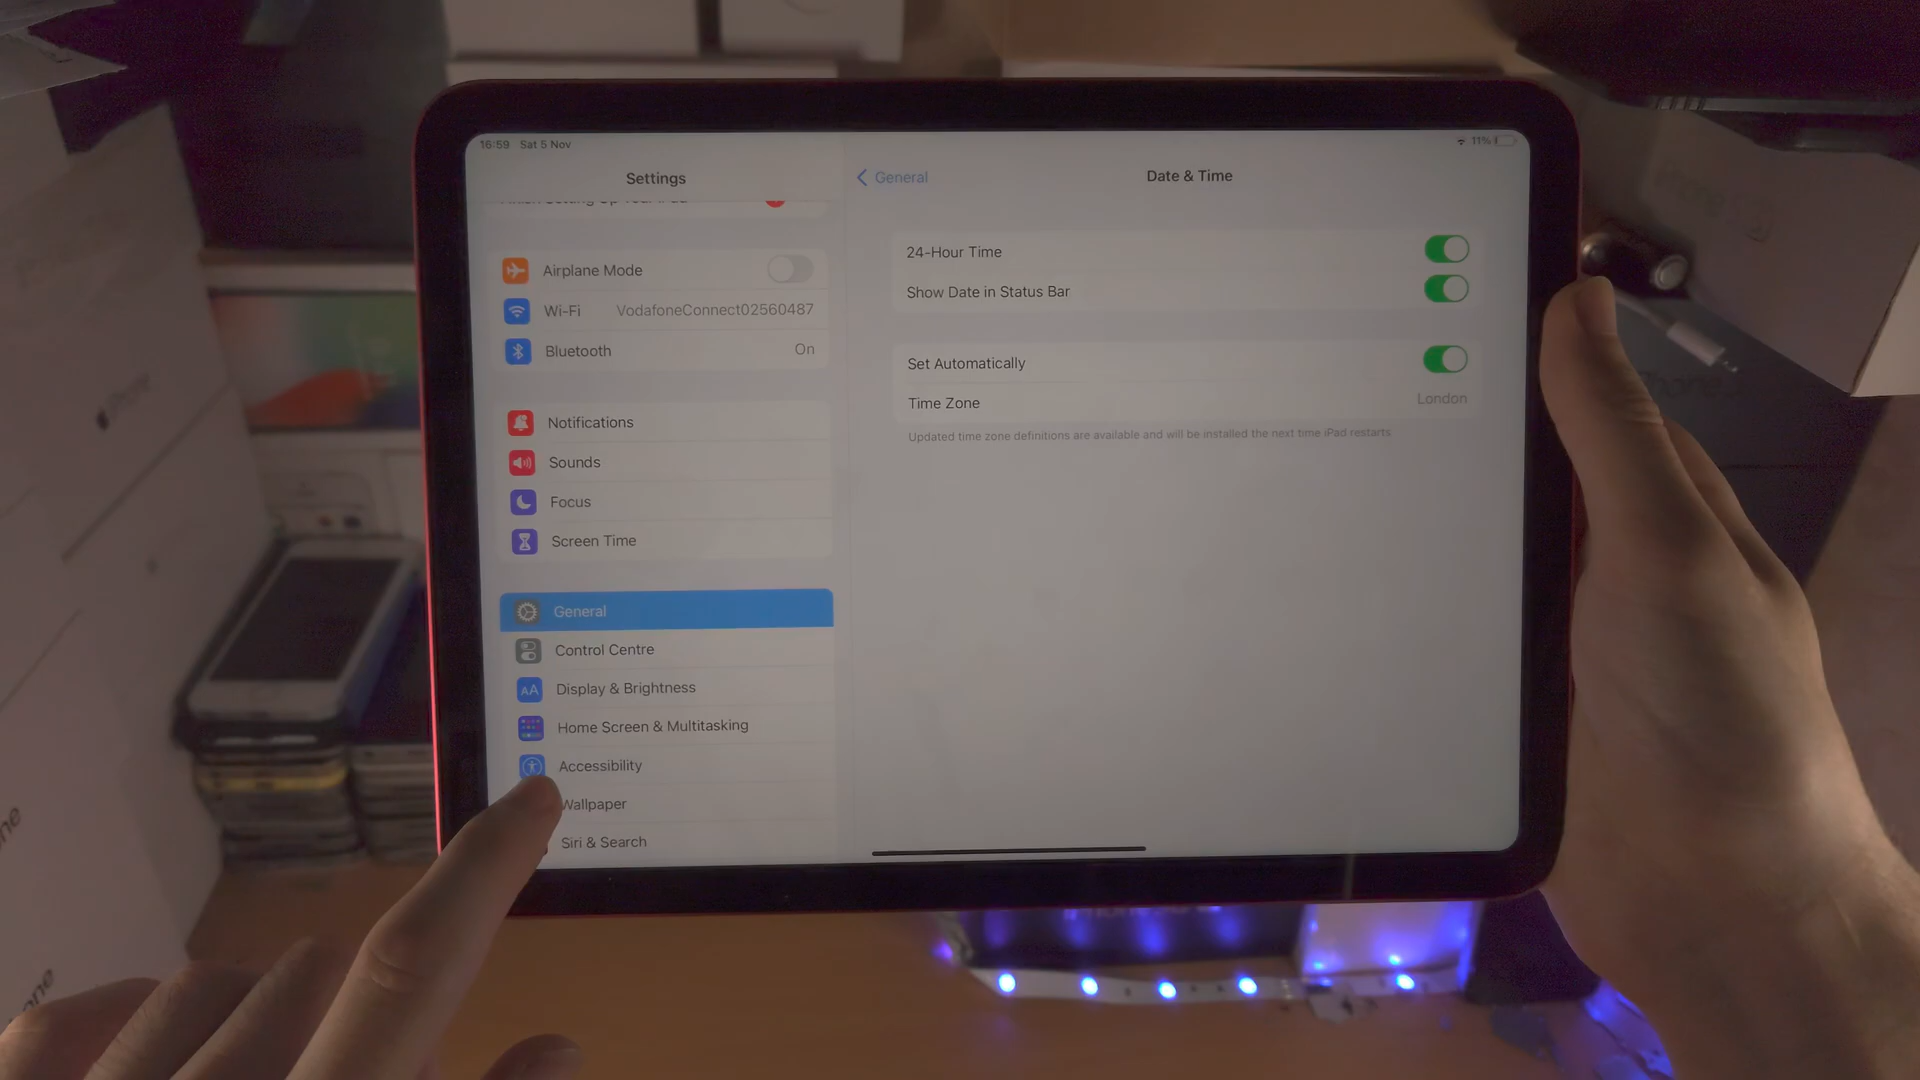 16:59 Sat 5 Nov
11%
Settings
Airplane Mode
Wi-Fi VodafoneConnect02560487
Bluetooth On
Notifications
Sounds
Focus
Screen Time
General
Control Centre
Display & Brightness
Home Screen & Multitasking
Accessibility
Wallpaper
Siri & Search
General
Date & Time
24-Hour Time
Show Date in Status Bar
Set Automatically
Time Zone London
Updated time zone definitions are available and will be installed the next time iPad restarts